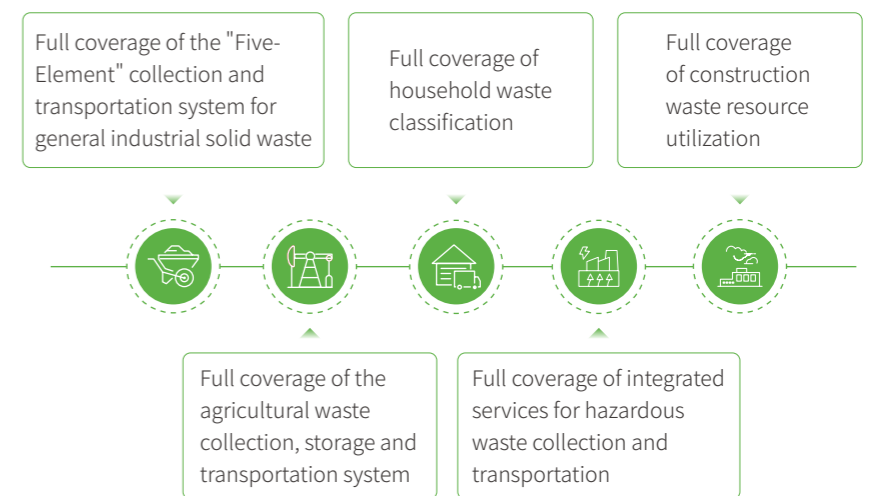 Full coverage of the "Five-
Element" collection and
transportation system for
general industrial solid waste
Full coverage of
household waste
classification
Full coverage
of construction
waste resource
utilization
Full coverage of the
agricultural waste
collection, storage and
transportation system
Full coverage of integrated
services for hazardous
waste collection and
transportation